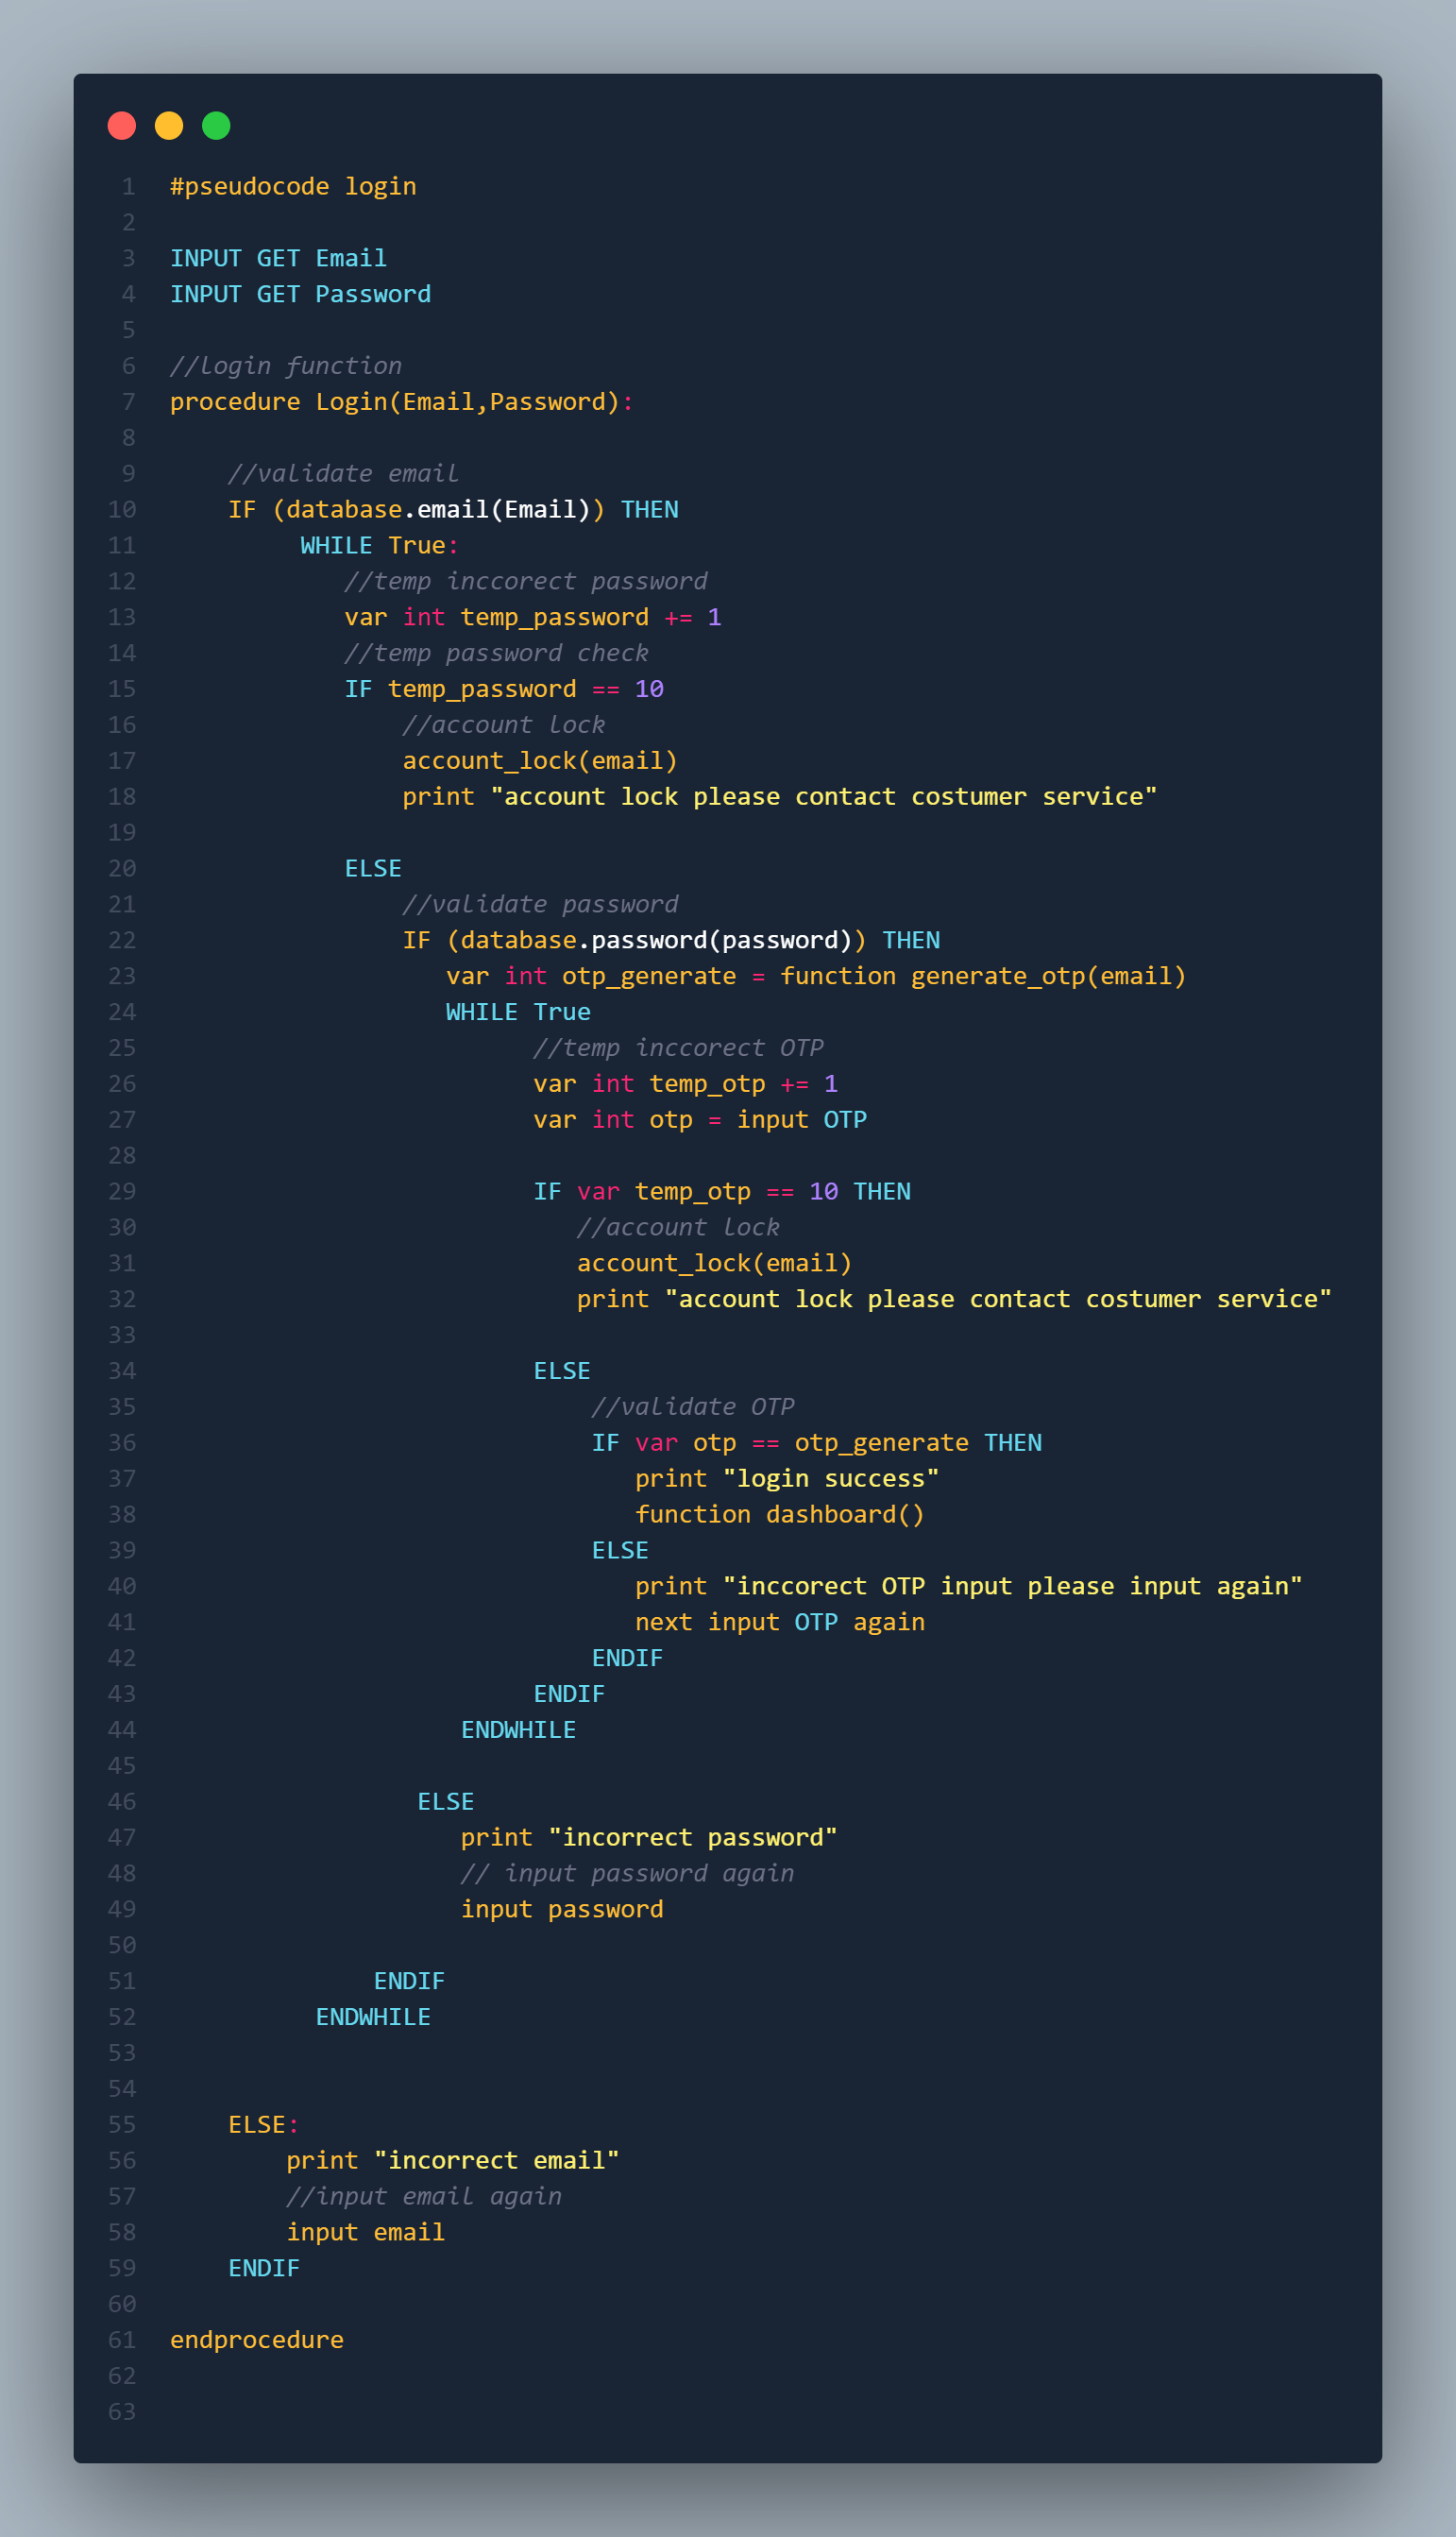 1 #pseudocode login
2
3 INPUT GET Email
4 INPUT GET Password
5
6 //login function
7 procedure Login(Email,Password):
8
9 //validate email
10 IF (database.email(Email)) THEN
11 WHILE True:
12 //temp inccorect password
13 var int temp_password += 1
14 //temp password check
15 IF temp_password == 10
16 //account lock
17 account_lock(email)
18 print "account lock please contact costumer service"
19
20 ELSE
21 //validate password
22 IF (database.password(password)) THEN
23 var int otp_generate = function generate_otp(email)
24 WHILE True
25 //temp inccorect OTP
26 var int temp_otp += 1
27 var int otp = input OTP
28
29 IF var temp_otp == 10 THEN
30 //account lock
31 account_lock(email)
32 print "account lock please contact costumer service"
33
34 ELSE
35 //validate OTP
36 IF var otp == otp_generate THEN
37 print "login success"
38 function dashboard()
39 ELSE
40 print "inccorect OTP input please input again"
41 next input OTP again
42 ENDIF
43 ENDIF
44 ENDWHILE
45
46 ELSE
47 print "incorrect password"
48 // input password again
49 input password
50
51 ENDIF
52 ENDWHILE
53
54
55 ELSE:
56 print "incorrect email"
57 //input email again
58 input email
59 ENDIF
60
61 endprocedure
62
63